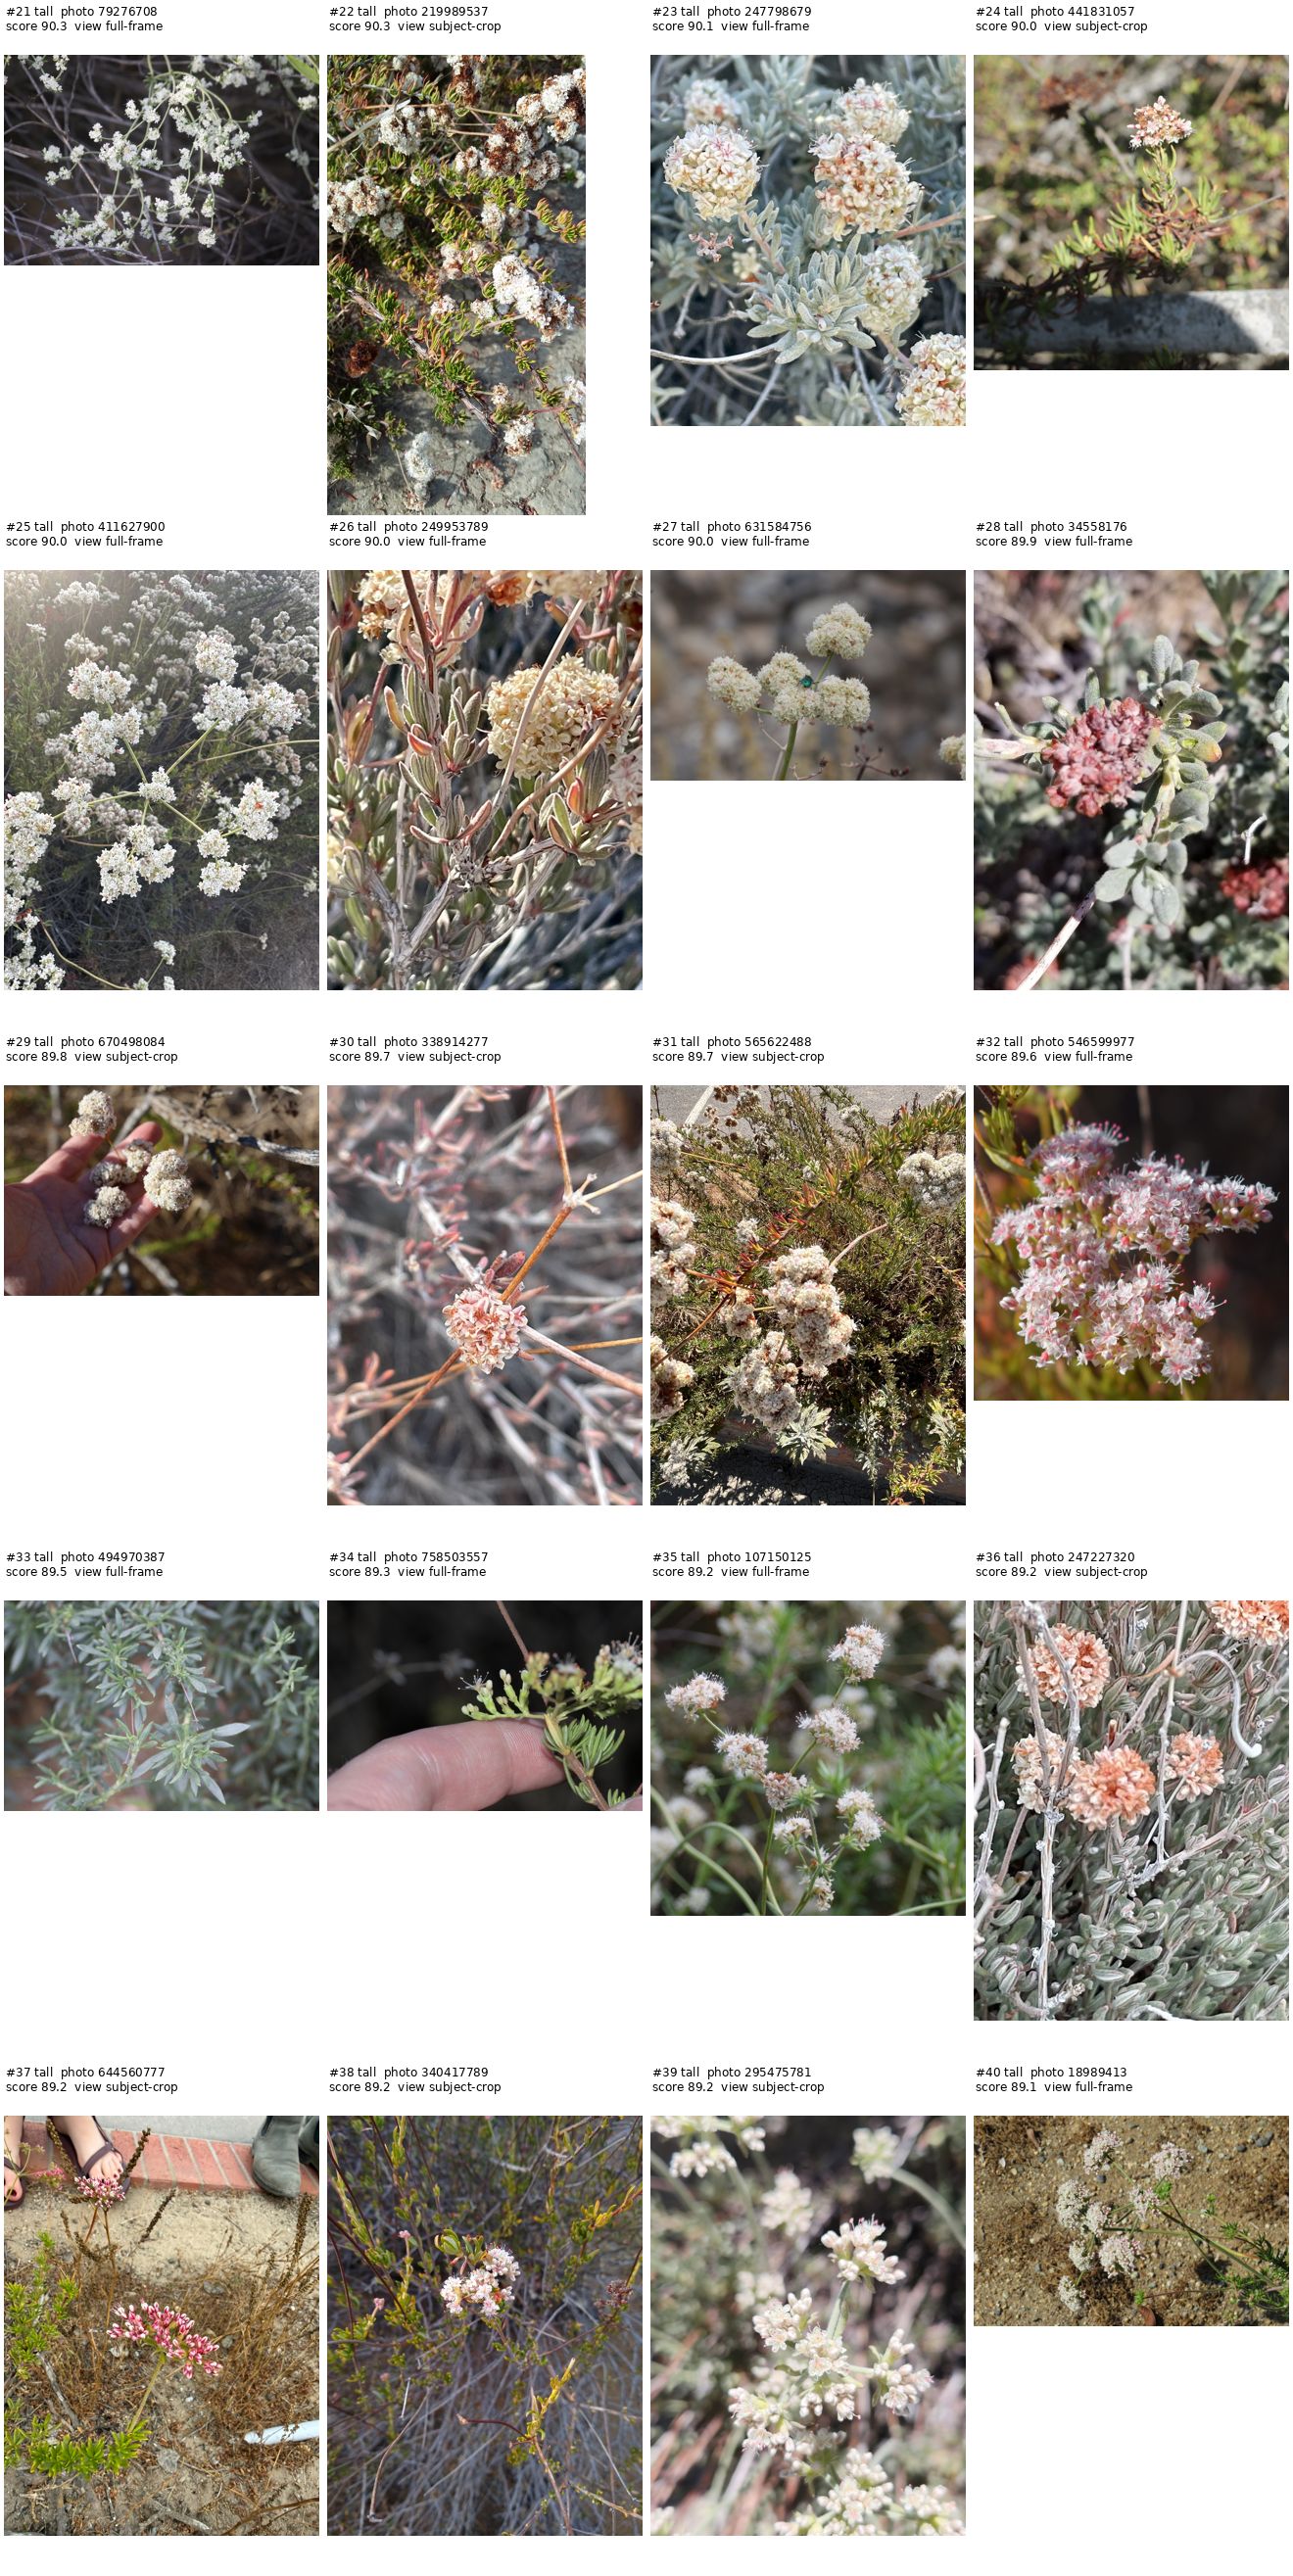 #21 tall  photo 79276708
score 90.3  view full-frame
#22 tall  photo 219989537
score 90.3  view subject-crop
#23 tall  photo 247798679
score 90.1  view full-frame
#24 tall  photo 441831057
score 90.0  view subject-crop
#25 tall  photo 411627900
score 90.0  view full-frame
#26 tall  photo 249953789
score 90.0  view full-frame
#27 tall  photo 631584756
score 90.0  view full-frame
#28 tall  photo 34558176
score 89.9  view full-frame
#29 tall  photo 670498084
score 89.8  view subject-crop
#30 tall  photo 338914277
score 89.7  view subject-crop
#31 tall  photo 565622488
score 89.7  view subject-crop
#32 tall  photo 546599977
score 89.6  view full-frame
#33 tall  photo 494970387
score 89.5  view full-frame
#34 tall  photo 758503557
score 89.3  view full-frame
#35 tall  photo 107150125
score 89.2  view full-frame
#36 tall  photo 247227320
score 89.2  view subject-crop
#37 tall  photo 644560777
score 89.2  view subject-crop
#38 tall  photo 340417789
score 89.2  view subject-crop
#39 tall  photo 295475781
score 89.2  view subject-crop
#40 tall  photo 18989413
score 89.1  view full-frame